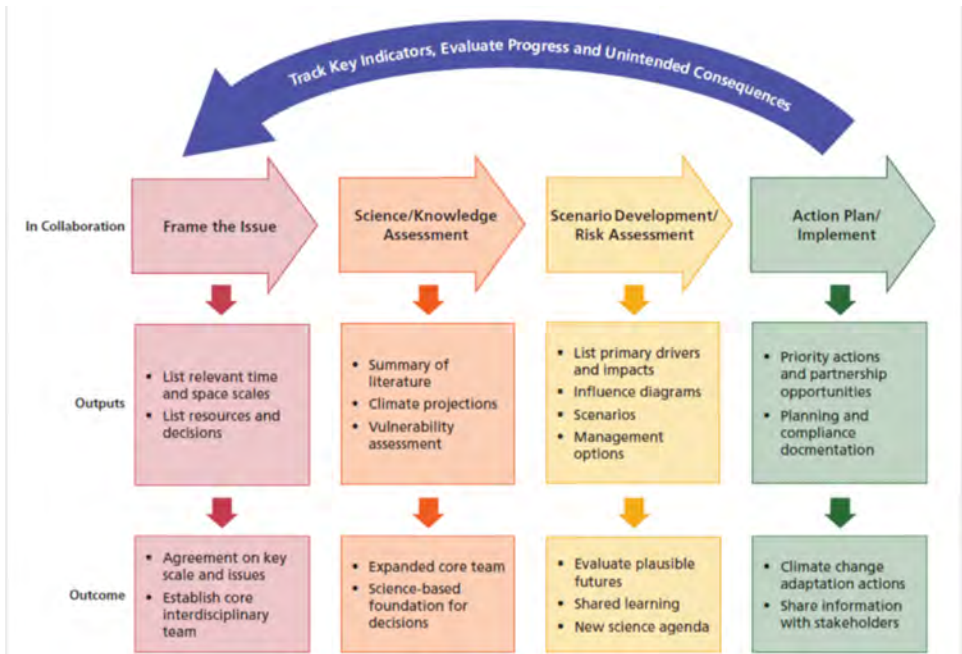 Track Key Indicators, Evaluate Progress and Unintended Consequences
In Collaboration
Frame the Issue
Science/Knowledge
Assessment
Scenario Development/
Risk Assessment
Action Plan/
Implement
Outputs
• List relevant time
and space scales
• List resources and
decisions
• Summary of
literature
• Climate projections
• Vulnerability
assessment
• List primary drivers
and impacts
• Influence diagrams
• Scenarios
• Management
options
• Priority actions
and partnership
opportunities
• Planning and
compliance
docmentation
Outcome
• Agreement on key
scale and issues
• Establish core
interdisciplinary
team
• Expanded core team
• Science-based
foundation for
decisions
• Evaluate plausible
futures
• Shared learning
• New science agenda
• Climate change
adaptation actions
• Share information
with stakeholders